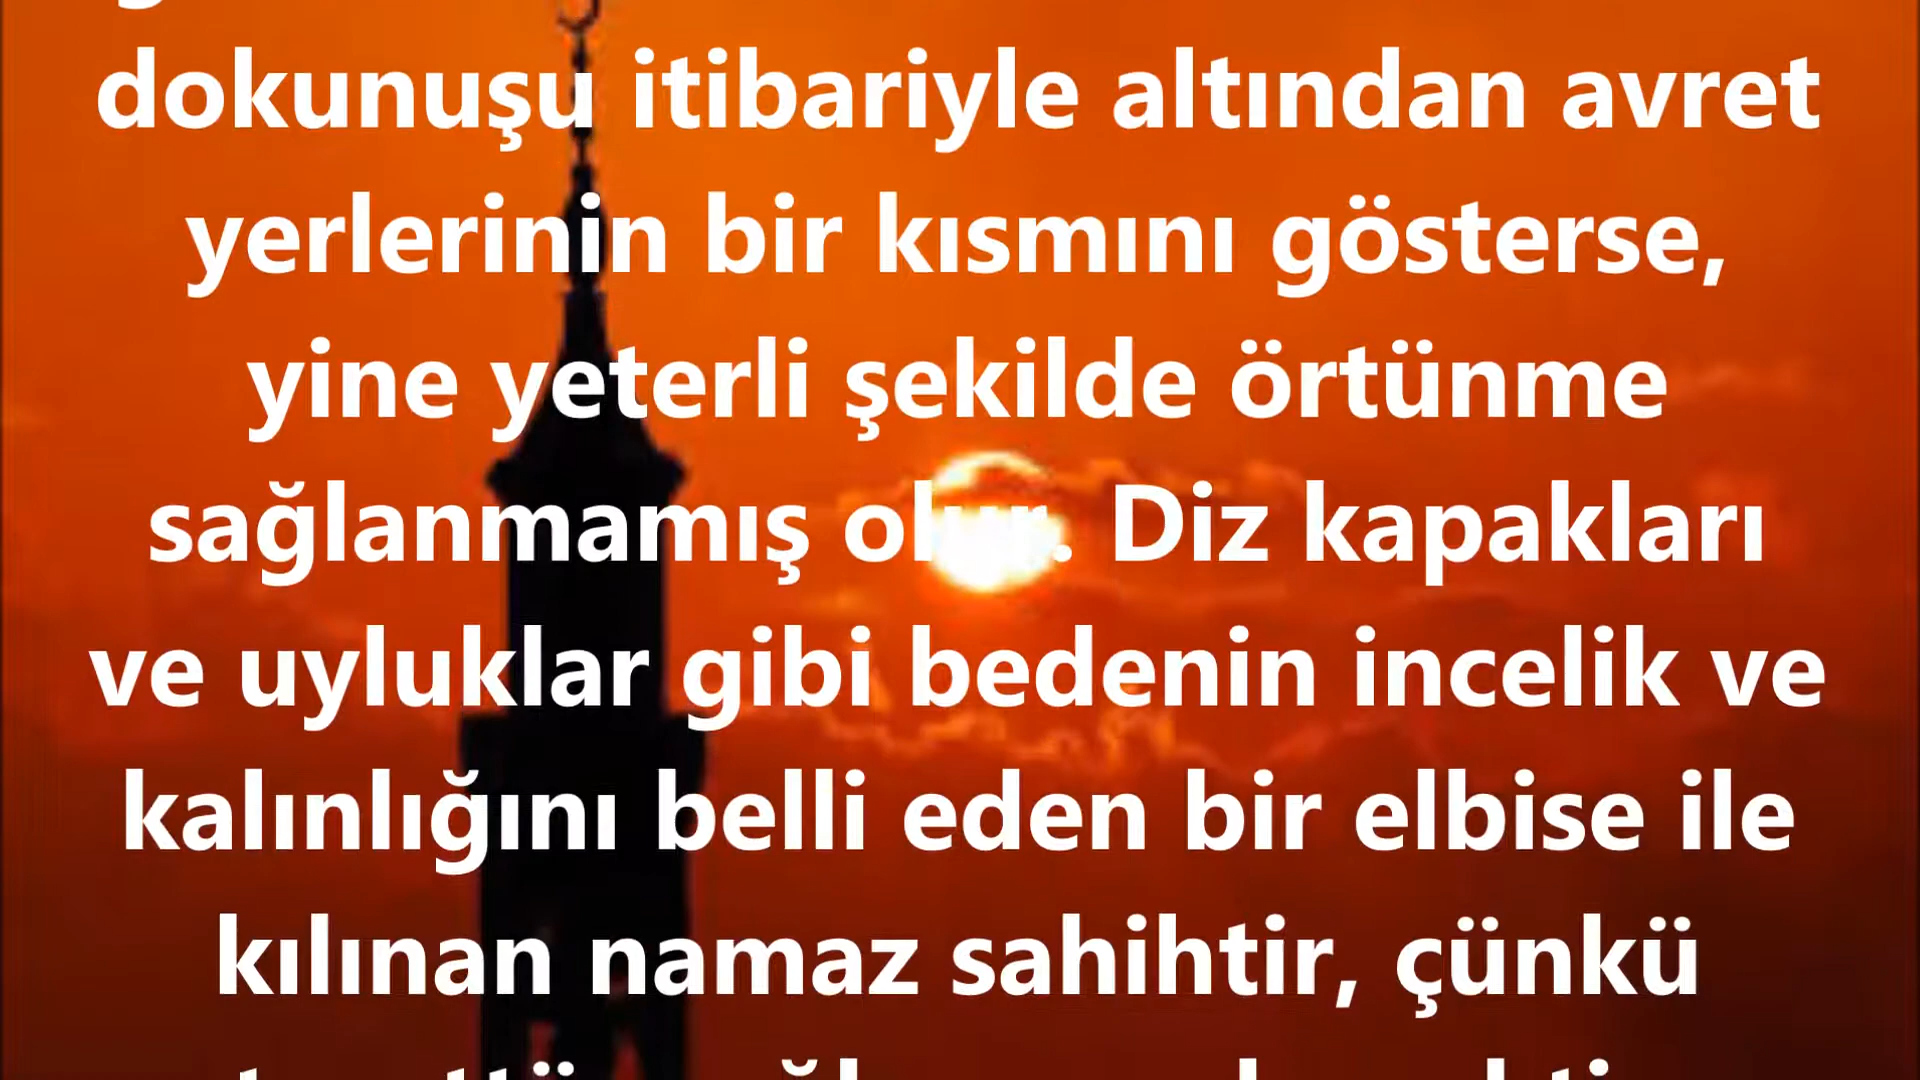 dokunuşu itibariyle altından avret
yerlerinin bir kısmını gösterse,
yine yeterli şekilde örtünme
sağlanmamış olur. Diz kapakları
ve uyluklar gibi bedenin incelik ve
kalınlığını belli eden bir elbise ile
kılınan namaz sahihtir, çünkü